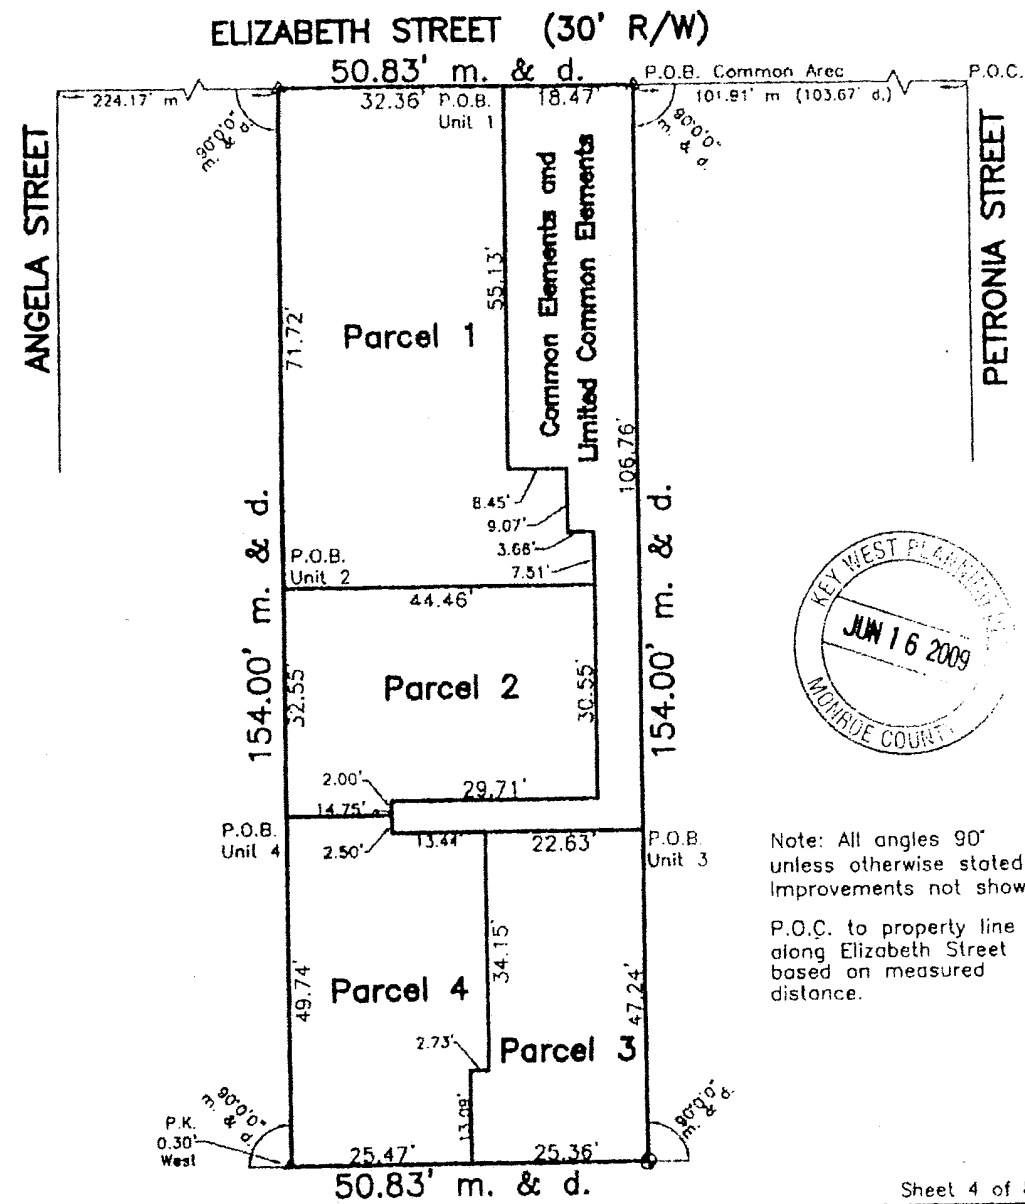 ELIZABETH STREET (30' R/W)
50.83' m. & d.
P.O.B. Common Area
P.O.C.
224.17' m
32.36'
P.O.B.
Unit 1
18.47'
101.91' m (103.67' d.)
90°0'0"
m. & d.
90°0'0"
m. & d.
ANGELA STREET
PETRONIA STREET
Common Elements and
Limited Common Elements
55.13'
71.72'
Parcel 1
106.76'
8.45'
9.07'
3.68'
7.51'
P.O.B.
Unit 2
44.46'
154.00' m. & d.
154.00' m. & d.
KEY WEST
JUN 16 2009
MONROE COUNTY
32.55'
Parcel 2
30.55'
2.00'
29.71'
14.75'
P.O.B.
Unit 4
2.50'
13.44'
22.63'
P.O.B.
Unit 3
Note: All angles 90°
unless otherwise stated
Improvements not show
P.O.C. to property line
along Elizabeth Street
based on measured
distance.
34.15'
49.74'
Parcel 4
47.24'
2.73'
Parcel 3
13.09'
P.K.
0.30'
West
90°0'0"
m. & d.
90°0'0"
m. & d.
25.47'
25.36'
50.83' m. & d.
Sheet 4 of